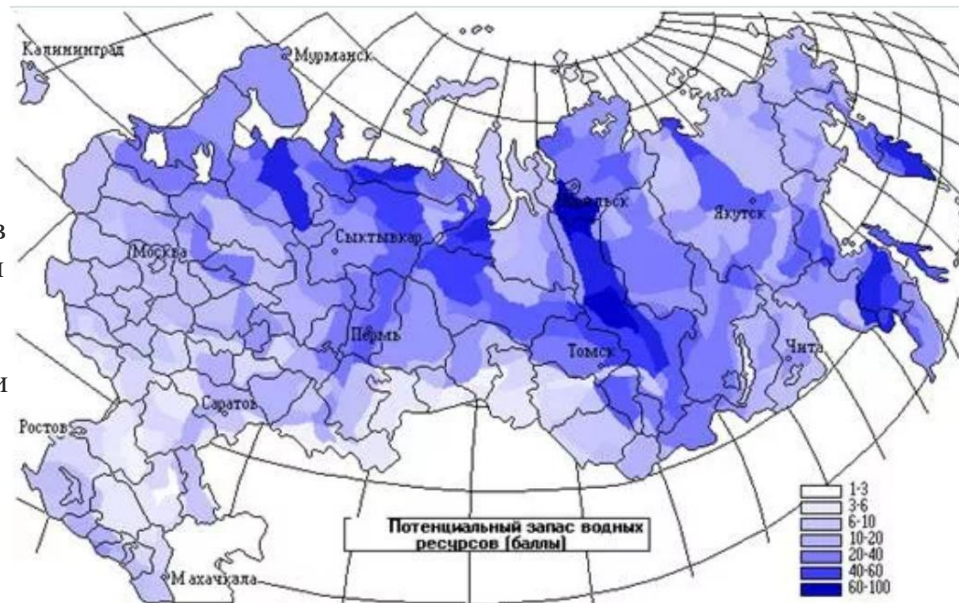 Калининград
Мурманск
в
Якутск
Сыктывкар
Москва
и
Пермь
Томск
Чита
и
Саратов
Ростов
1-3
3-6
6-10
10-20
20-40
40-60
60-100
Потенциальный запас водных
ресурсов (баллы)
Махачкала